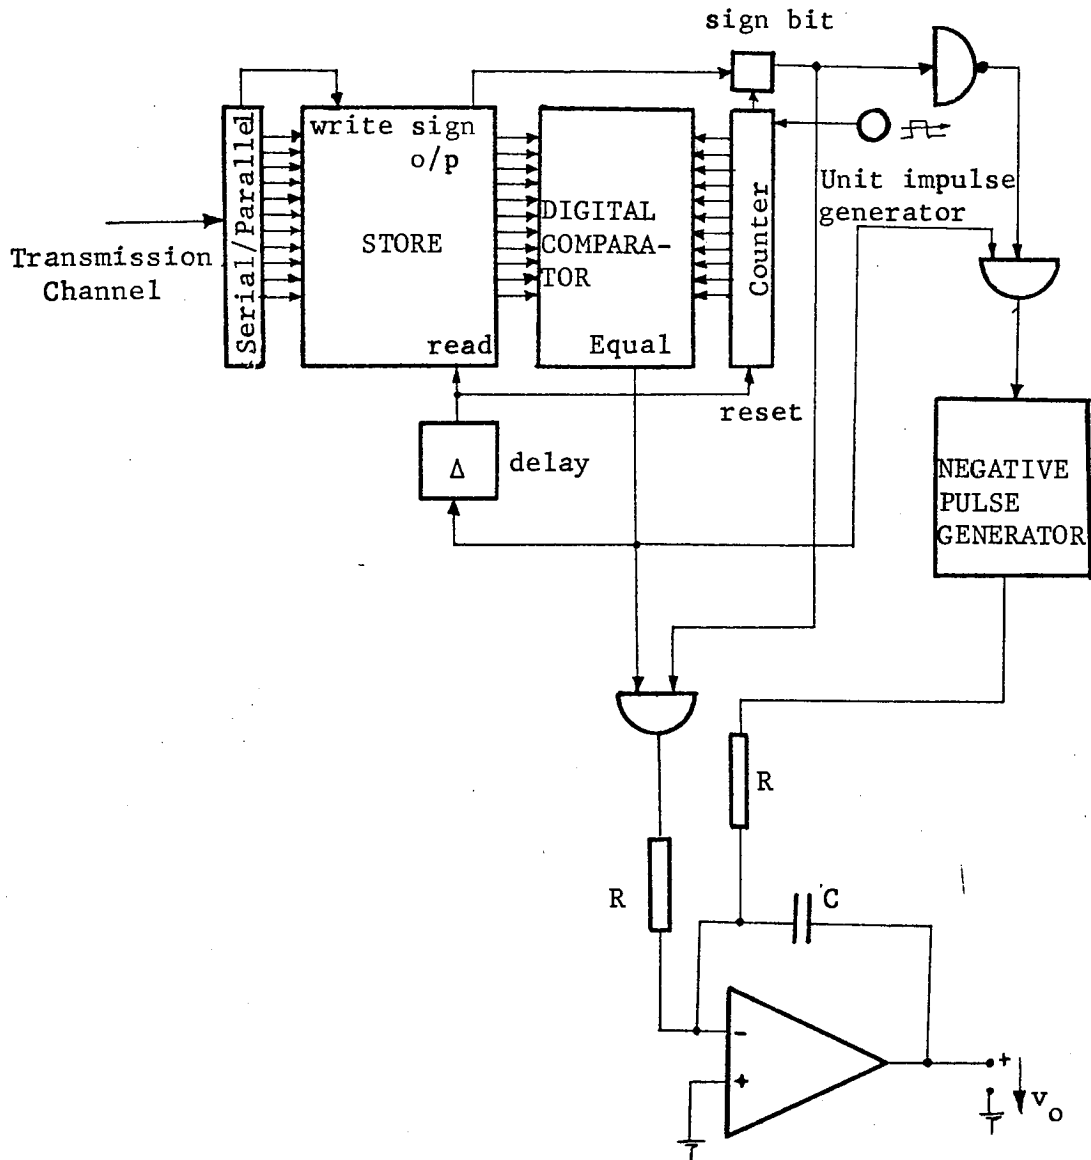 sign bit
Serial/Parallel
write sign
o/p
STORE
read
DIGITAL
COMPARA-
TOR
Equal
Counter
Unit impulse
generator
Transmission
Channel
reset
Δ
delay
NEGATIVE
PULSE
GENERATOR
R
R
C
-
+
+
v_o